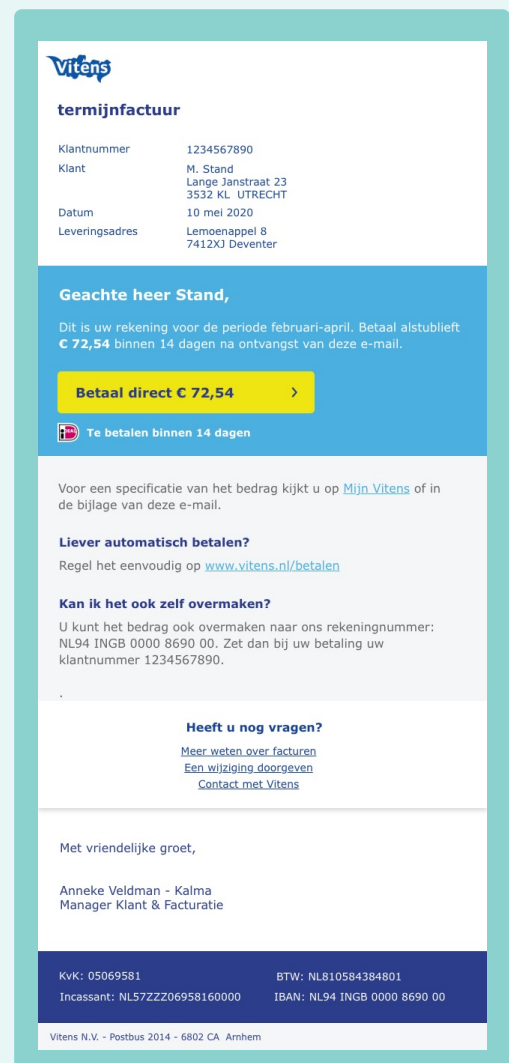 Vitens
termijnfactuur
Klantnummer 1234567890
Klant M. Stand
Lange Janstraat 23
3532 KL UTRECHT
Datum 10 mei 2020
Leveringsadres Lemoenappel 8
7412XJ Deventer
Geachte heer Stand,
Dit is uw rekening voor de periode februari-april. Betaal alstublieft
€ 72,54 binnen 14 dagen na ontvangst van deze e-mail.
Betaal direct € 72,54 >
Te betalen binnen 14 dagen
Voor een specificatie van het bedrag kijkt u op Mijn Vitens of in
de bijlage van deze e-mail.
Liever automatisch betalen?
Regel het eenvoudig op www.vitens.nl/betalen
Kan ik het ook zelf overmaken?
U kunt het bedrag ook overmaken naar ons rekeningnummer:
NL94 INGB 0000 8690 00. Zet dan bij uw betaling uw
klantnummer 1234567890.
.
Heeft u nog vragen?
Meer weten over facturen
Een wijziging doorgeven
Contact met Vitens
Met vriendelijke groet,
Anneke Veldman - Kalma
Manager Klant & Facturatie
KvK: 05069581 BTW: NL810584384801
Incassant: NL57ZZZ06958160000 IBAN: NL94 INGB 0000 8690 00
Vitens N.V. - Postbus 2014 - 6802 CA Arnhem